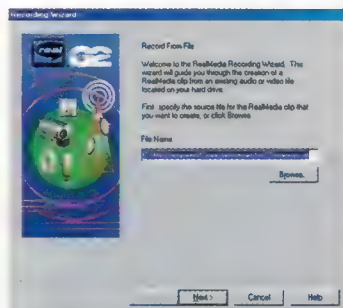 Recording Wizard
real
G2
Record From File
Welcome to the RealMedia Recording Wizard. This
wizard will guide you through the creation of a
RealMedia clip from an existing audio or video file
located on your hard drive.
First, specify the source file for the RealMedia clip that
you want to create, or click Browse.
File Name
Browse...
Next >
Cancel
Help